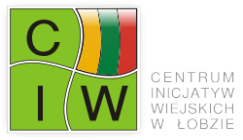 C
I W
CENTRUM
INICJATYW
WIEJSKICH
W ŁOBZIE